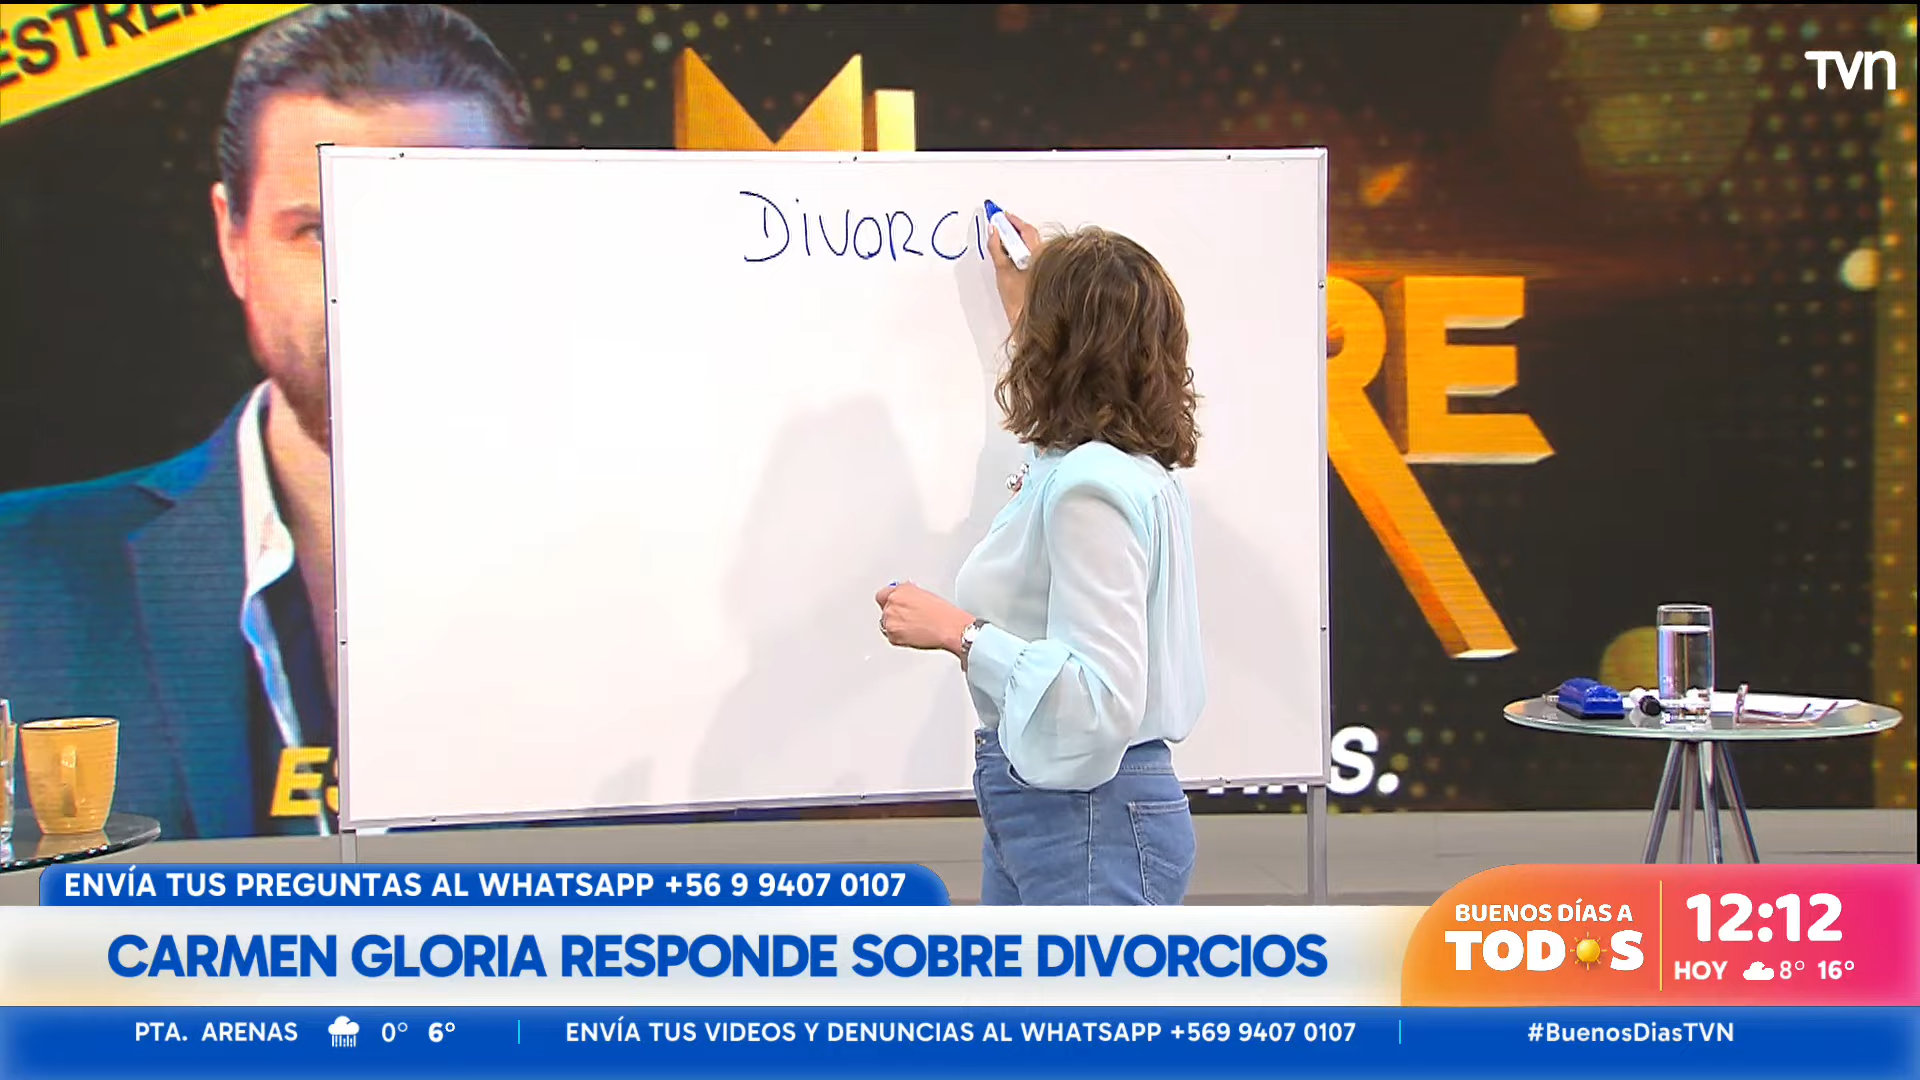 TVN
MI
DIVORCI
RE
ENVÍA TUS PREGUNTAS AL WHATSAPP +56 9 9407 0107
CARMEN GLORIA RESPONDE SOBRE DIVORCIOS
BUENOS DÍAS A
TODOS
12:12
HOY 8° 16°
PTA. ARENAS 0° 6° ENVÍA TUS VIDEOS Y DENUNCIAS AL WHATSAPP +569 9407 0107 #BuenosDiasTVN